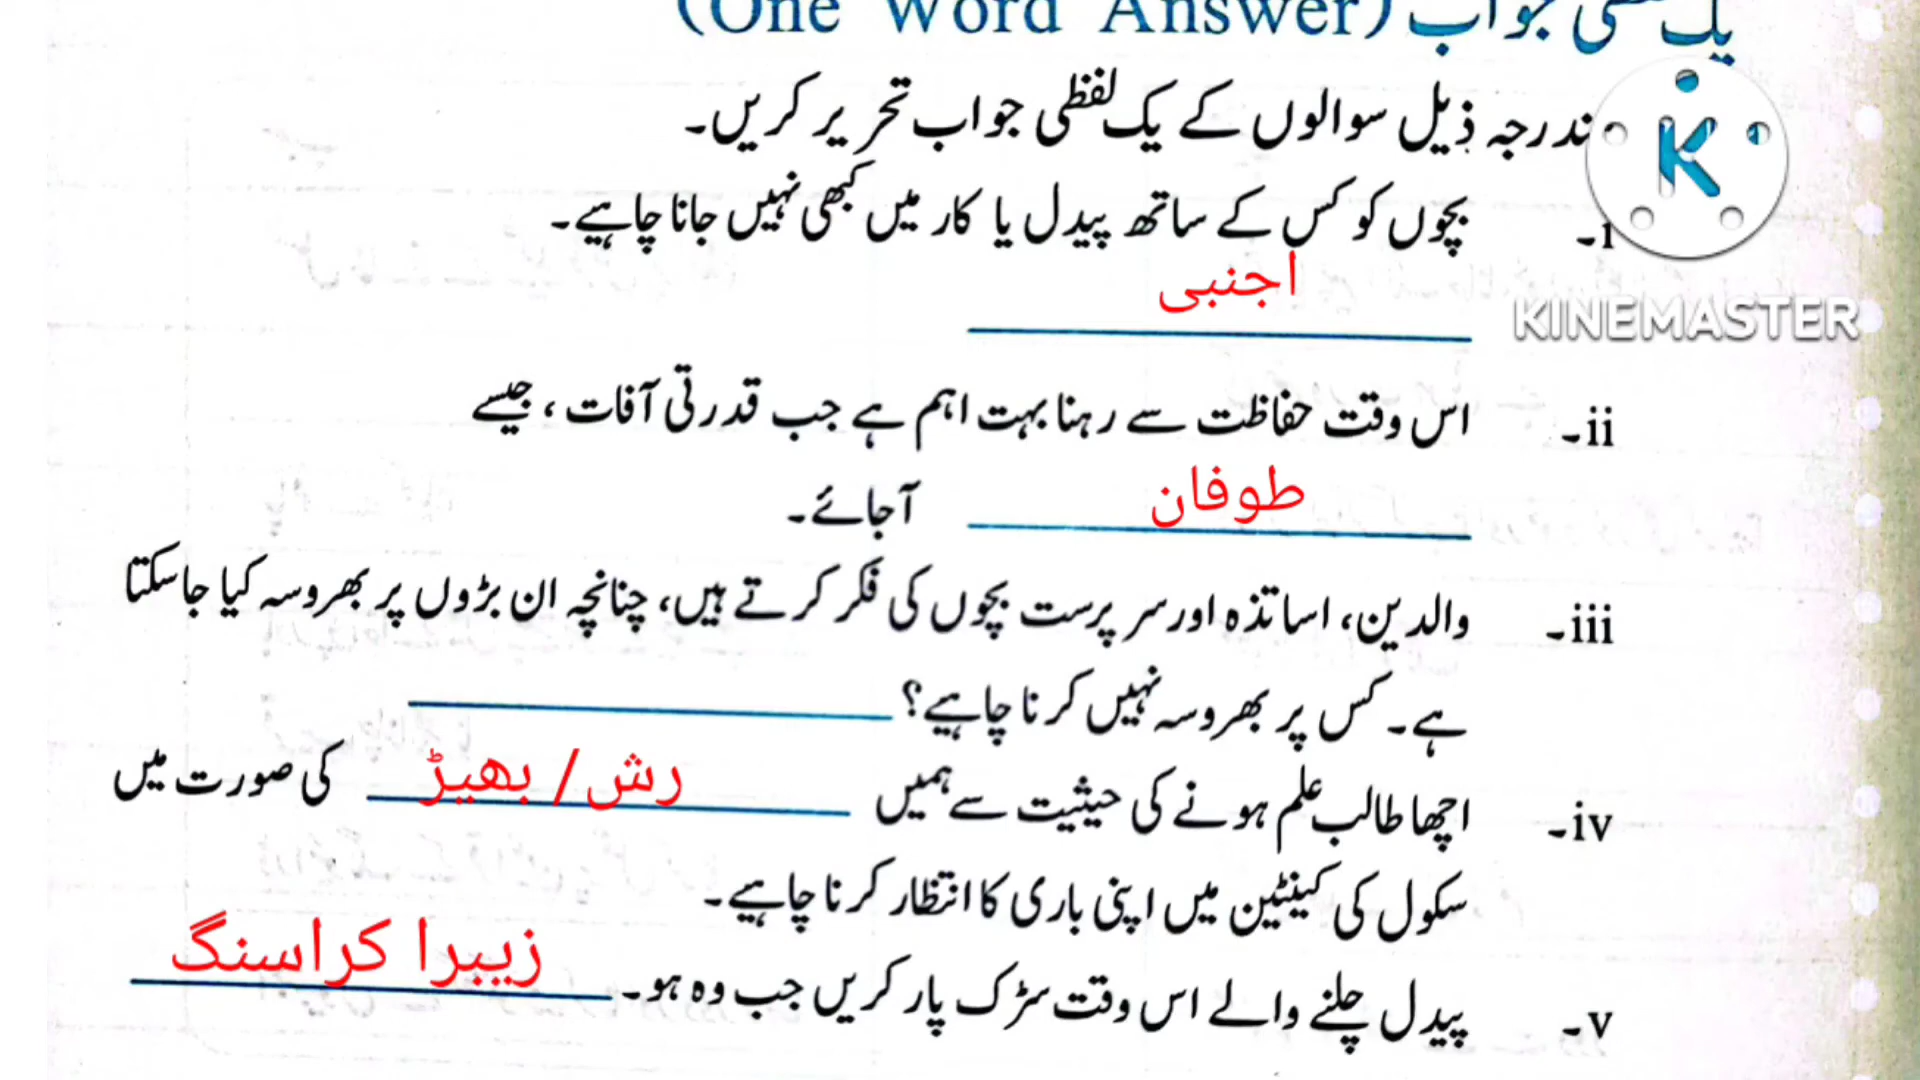 یک لفظی جواب (One Word Answer)
مندرجہ ذیل سوالوں کے یک لفظی جواب تحریر کریں۔
i۔ بچوں کو کس کے ساتھ پیدل یا کار میں کبھی نہیں جانا چاہیے۔
اجنبی
KINEMASTER
ii۔ اس وقت حفاظت سے رہنا بہت اہم ہے جب قدرتی آفات، جیسے
طوفان آجائے۔
iii۔ والدین، اساتذہ اور سر پرست بچوں کی فکر کرتے ہیں، چنانچہ ان بڑوں پر بھروسہ کیا جاسکتا
ہے۔ کس پر بھروسہ نہیں کرنا چاہیے؟
iv۔ اچھا طالب علم ہونے کی حیثیت سے ہمیں رش/ بھیڑ کی صورت میں
سکول کی کینٹین میں اپنی باری کا انتظار کرنا چاہیے۔
v۔ پیدل چلنے والے اس وقت سڑک پار کریں جب وہ ہو۔ زیبرا کراسنگ